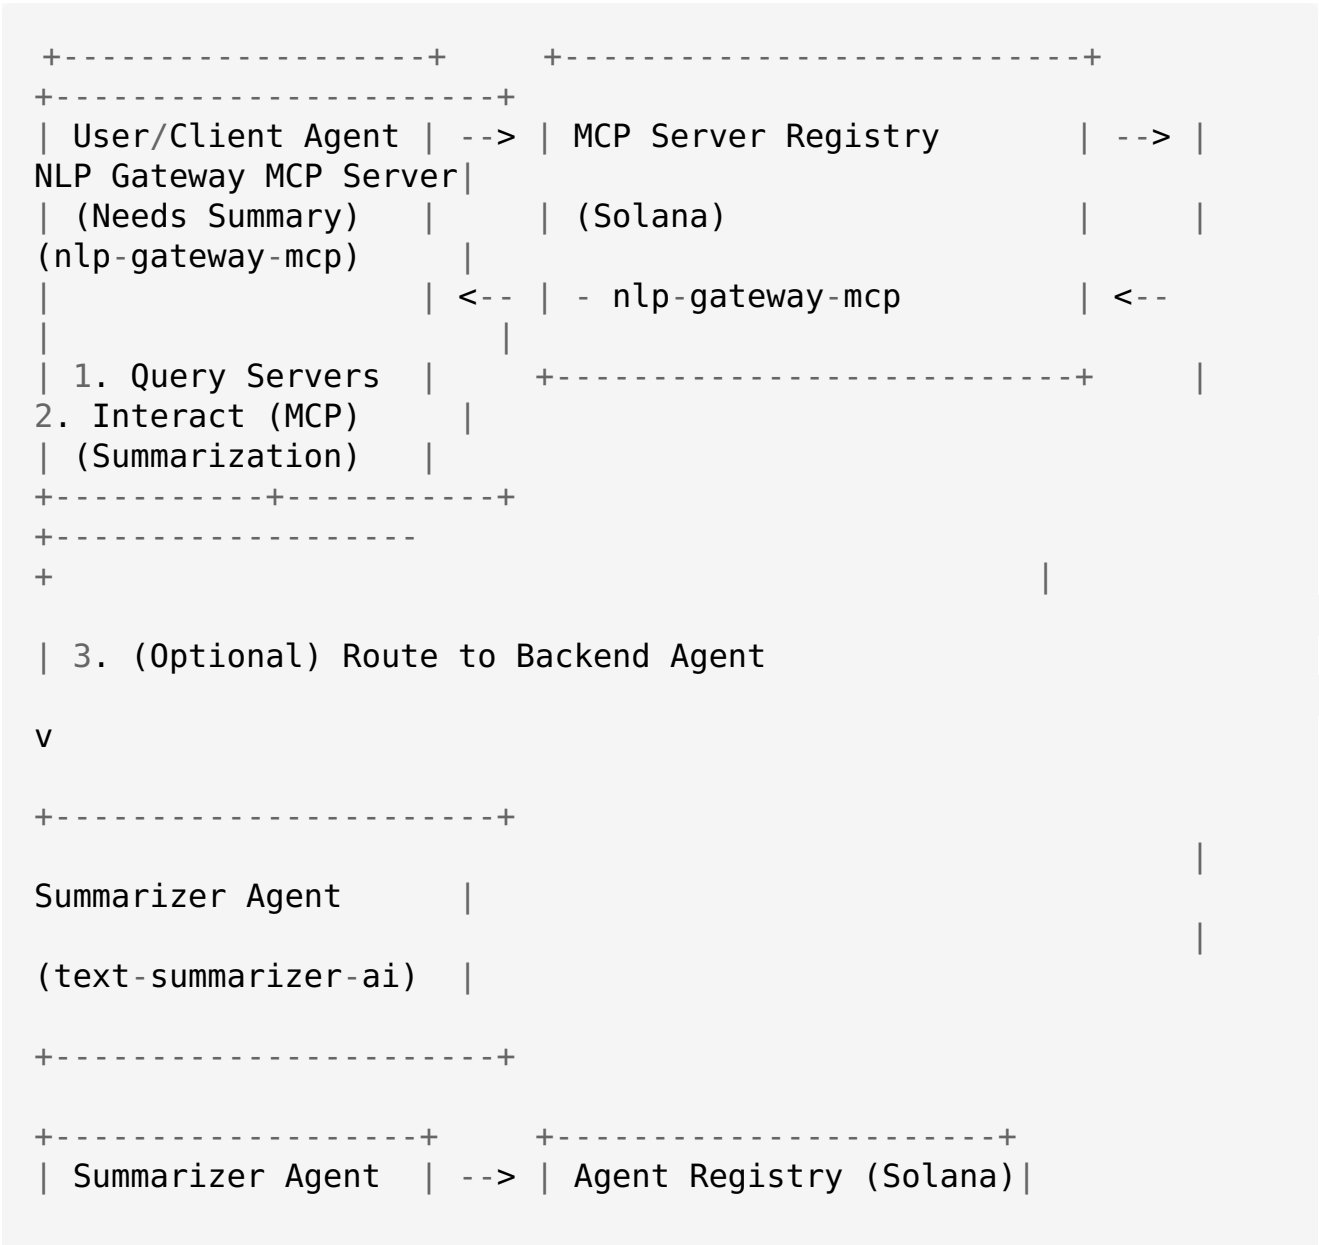 +-------------------+     +---------------------------+
+-----------------------+
| User/Client Agent | --> | MCP Server Registry       | --> |
NLP Gateway MCP Server|
| (Needs Summary)   |     | (Solana)                  |     |
(nlp-gateway-mcp)     |
|                   | <-- | - nlp-gateway-mcp         | <--
|                       |
| 1. Query Servers  |     +---------------------------+     |
2. Interact (MCP)     |
| (Summarization)   |
+-----------+-----------+
+-------------------
+                                                   |
| 3. (Optional) Route to Backend Agent
v
+-----------------------+
                                                            |
Summarizer Agent      |
                                                            |
(text-summarizer-ai)  |
+-----------------------+
+-------------------+     +-----------------------+
| Summarizer Agent  | --> | Agent Registry (Solana)|